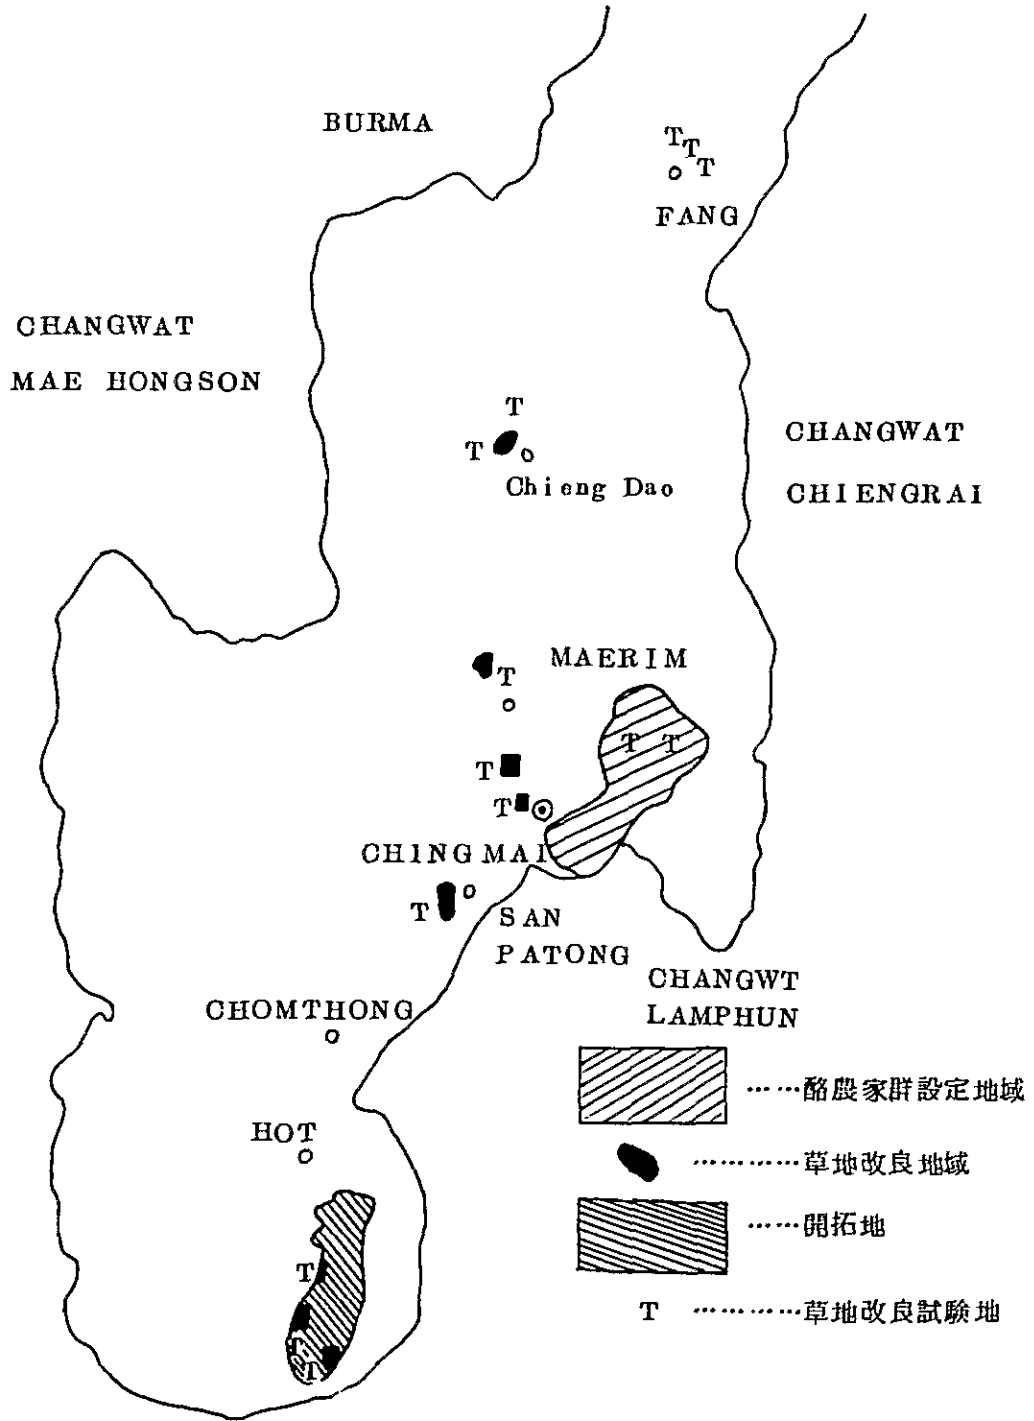 BURMA
T
T
T
FANG
CHANGWAT
MAE HONGSON
T
T
Chieng Dao
CHANGWAT
CHIENGRAI
MAERIM
T
T T
T
T
CHINGMAI
T
SAN
PATONG
CHANGWT
LAMPHUN
CHOMTHONG
HOT
T
T
T
……酪農家群設定地域
…………草地改良地域
……開拓地
T …………草地改良試験地